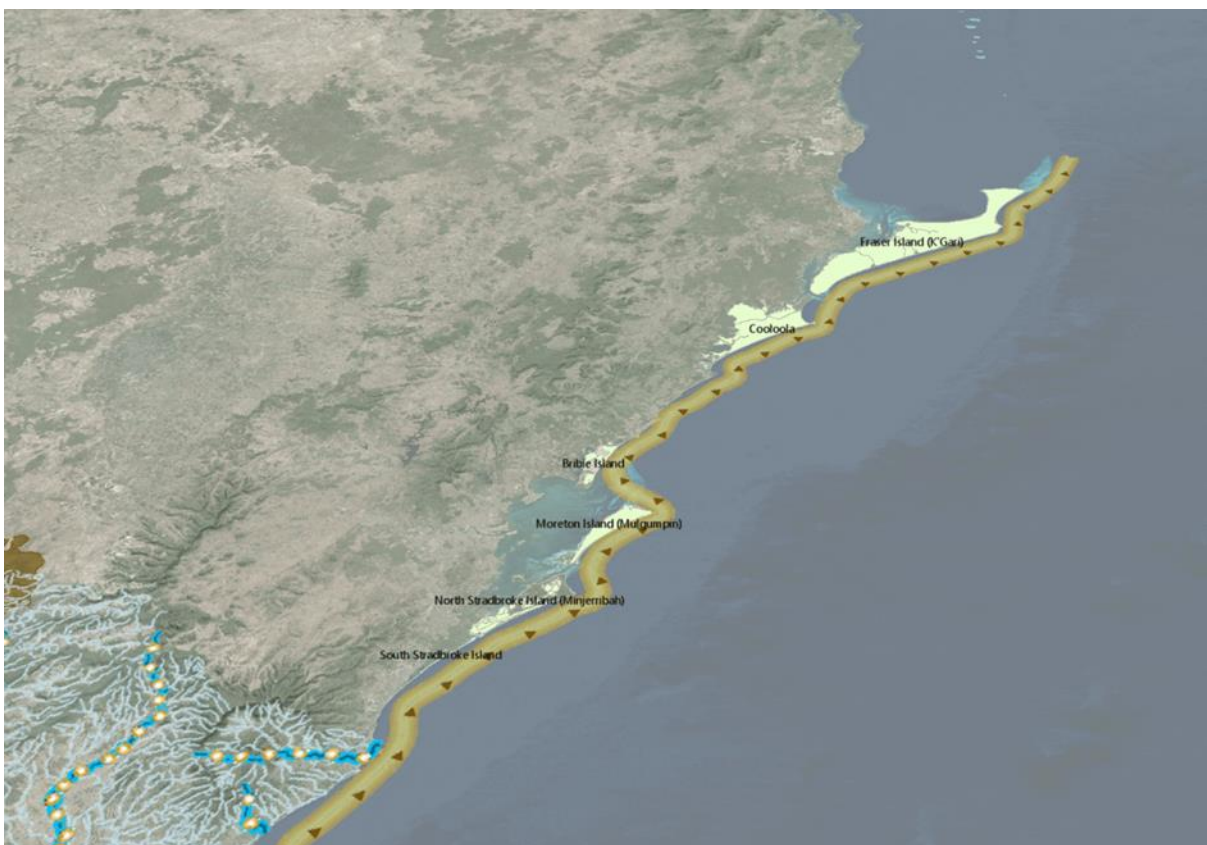 Fraser Island (K'Gari)
Cooloola
Bribie Island
Moreton Island (Mulgumpin)
North Stradbroke Island (Minjerribah)
South Stradbroke Island